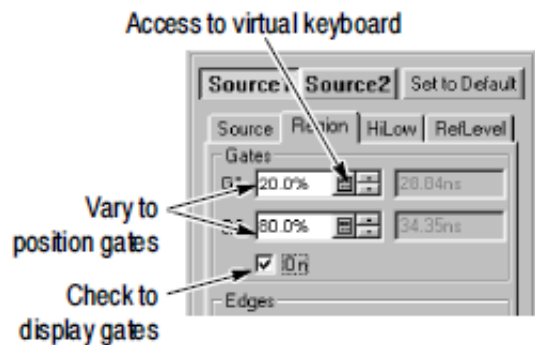 Access to virtual keyboard
Source1 Source2 Set to Default
Source Region HiLow RefLevel
Gates
20.0% 28.84ns
Vary to
position gates
80.0% 34.35ns
On
Check to
display gates
Edges